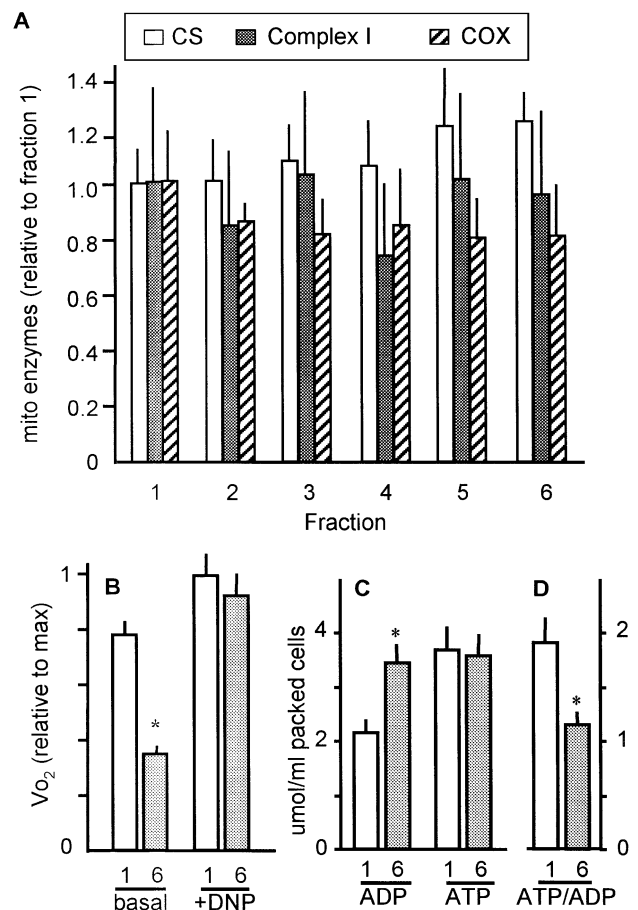 A
CS Complex I COX
mito enzymes (relative to fraction 1)
1.4
1.2
1.0
0.8
0.6
0.4
0.2
0
1 2 3 4 5 6
Fraction
B
Vo2 (relative to max)
1
0
*
1 6 1 6
basal +DNP
C
umol/ml packed cells
4
2
0
*
1 6 1 6
ADP ATP
D
2
1
0
*
1 6
ATP/ADP